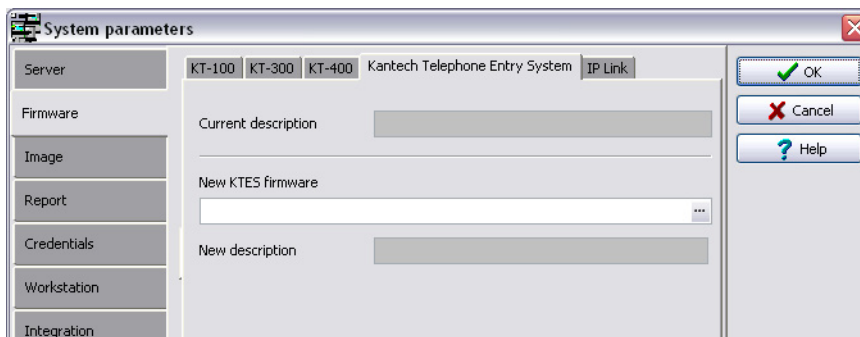 System parameters
Server
Firmware
Image
Report
Credentials
Workstation
Integration
KT-100 KT-300 KT-400 Kantech Telephone Entry System IP Link
Current description
New KTES firmware
...
New description
OK
Cancel
? Help